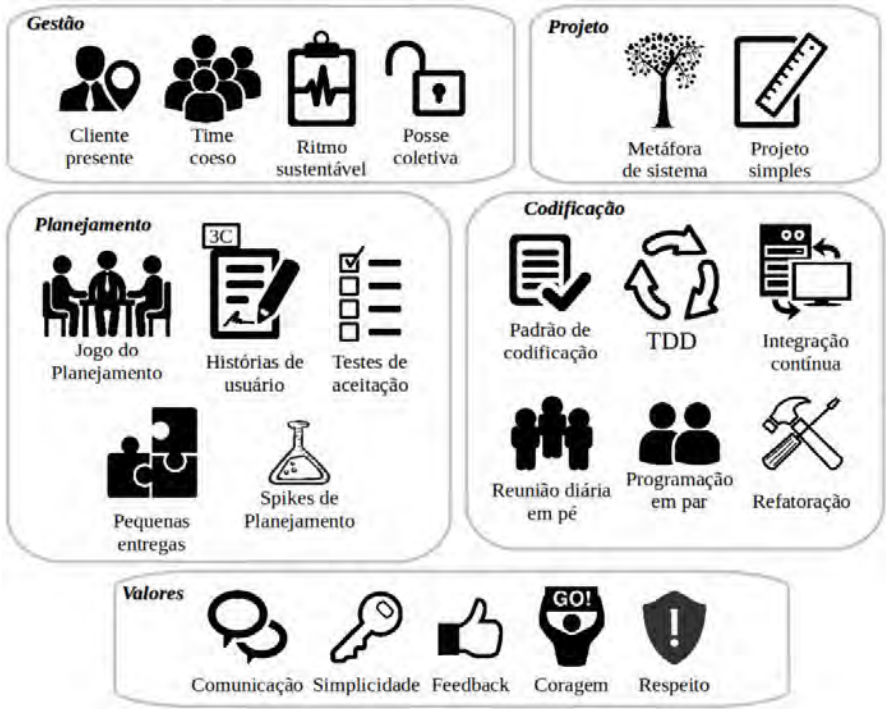 Gestão
Cliente
presente
Time
coeso
Ritmo
sustentável
Posse
coletiva
Projeto
Metáfora
de sistema
Projeto
simples
Planejamento
Jogo do
Planejamento
3C
Histórias de
usuário
Testes de
aceitação
Pequenas
entregas
Spikes de
Planejamento
Codificação
Padrão de
codificação
TDD
Integração
contínua
Reunião diária
em pé
Programação
em par
Refatoração
Valores
Comunicação
Simplicidade
Feedback
GO!
Coragem
!
Respeito